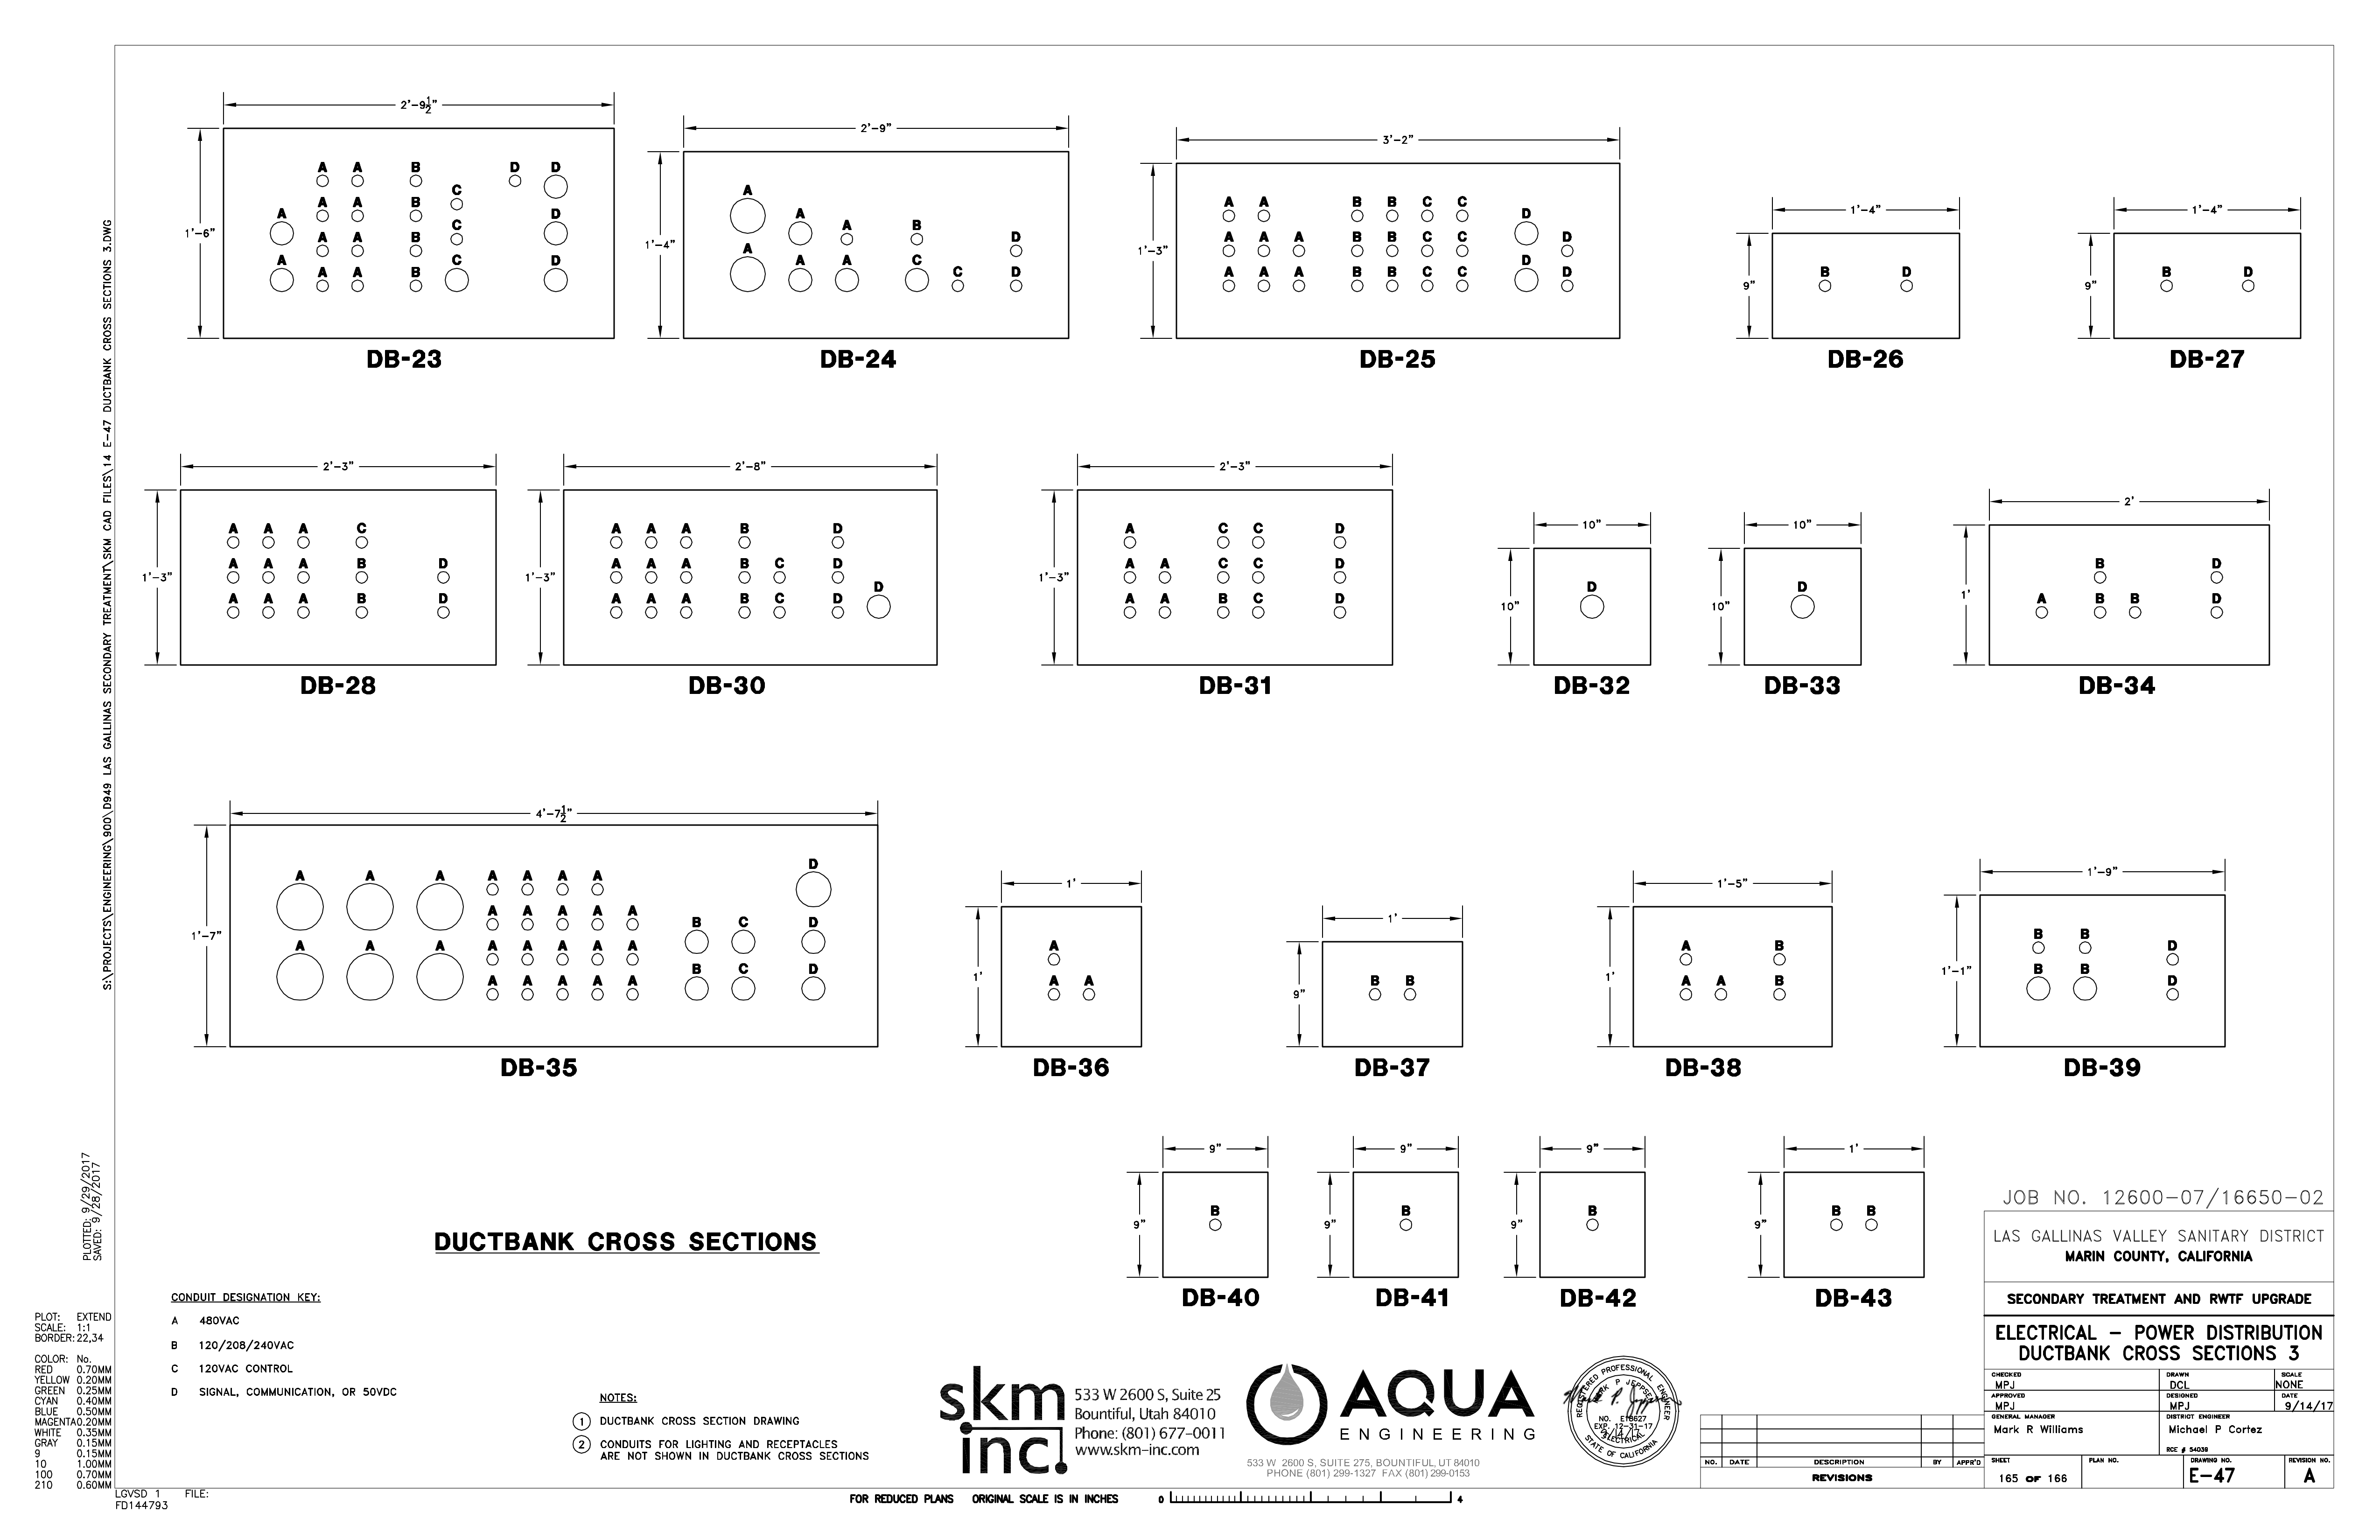 2'-9½"
1'-6"
A A B D D
C
A A A B C D
A A A B C D
A A B
DB-23
2'-9"
1'-4"
A
A A B D
A A A C C D
DB-24
3'-2"
1'-3"
A A B B C C D
A A A B B C C D
A A A B B C C D D
DB-25
1'-4"
9"
B D
DB-26
1'-4"
9"
B D
DB-27
2'-3"
1'-3"
A A A C
A A A B D
A A A B D
DB-28
2'-8"
1'-3"
A A A B D
A A A B C D
A A A B C D D
DB-30
2'-3"
1'-3"
A C C D
A A C C D
A A B C D
DB-31
10"
10"
D
DB-32
10"
10"
D
DB-33
2'
1'
B D
A B B D
DB-34
4'-7½"
1'-7"
A A A A A A A D
A A A A A B C D
A A A A A A A A B C D
A A A A A
DB-35
1'
1'
A
A A
DB-36
1'
9"
B B
DB-37
1'-5"
1'
A B
A A B
DB-38
1'-9"
1'-1"
B B D
B B D
DB-39
9"
9"
B
DB-40
9"
9"
B
DB-41
9"
9"
B
DB-42
1'
9"
B B
DB-43
DUCTBANK CROSS SECTIONS
CONDUIT DESIGNATION KEY:
A 480VAC
B 120/208/240VAC
C 120VAC CONTROL
D SIGNAL, COMMUNICATION, OR 50VDC
NOTES:
1 DUCTBANK CROSS SECTION DRAWING
2 CONDUITS FOR LIGHTING AND RECEPTACLES
ARE NOT SHOWN IN DUCTBANK CROSS SECTIONS
skm
inc.
533 W 2600 S, Suite 25
Bountiful, Utah 84010
Phone: (801) 677-0011
www.skm-inc.com
AQUA
ENGINEERING
533 W 2600 S, SUITE 275, BOUNTIFUL, UT 84010
PHONE (801) 299-1327 FAX (801) 299-0153
REGISTERED PROFESSIONAL ENGINEER
MARK P JEPPSEN
NO. E18627
EXP. 12-31-17
ELECTRICAL
STATE OF CALIFORNIA
JOB NO. 12600-07/16650-02
LAS GALLINAS VALLEY SANITARY DISTRICT
MARIN COUNTY, CALIFORNIA
SECONDARY TREATMENT AND RWTF UPGRADE
ELECTRICAL - POWER DISTRIBUTION
DUCTBANK CROSS SECTIONS 3
CHECKED DRAWN SCALE
MPJ DCL NONE
APPROVED DESIGNED DATE
MPJ MPJ 9/14/17
GENERAL MANAGER DISTRICT ENGINEER
Mark R Williams Michael P Cortez
RCE # 54039
SHEET PLAN NO. DRAWING NO. REVISION NO.
165 OF 166 E-47 A
NO. DATE DESCRIPTION BY APPR'D
REVISIONS
FOR REDUCED PLANS ORIGINAL SCALE IS IN INCHES 0 4
S:\PROJECTS\ENGINEERING\900\D949 LAS GALLINAS SECONDARY TREATMENT\SKM CAD FILES\14 E-47 DUCTBANK CROSS SECTIONS 3.DWG
PLOTTED: 9/29/2017
SAVED: 9/28/2017
PLOT: EXTEND
SCALE: 1:1
BORDER: 22,34
COLOR: No.
RED 0.70MM
YELLOW 0.20MM
GREEN 0.25MM
CYAN 0.40MM
BLUE 0.50MM
MAGENTA 0.20MM
WHITE 0.35MM
GRAY 0.15MM
9 0.15MM
10 1.00MM
100 0.70MM
210 0.60MM
LGVSD 1 FILE:
FD144793